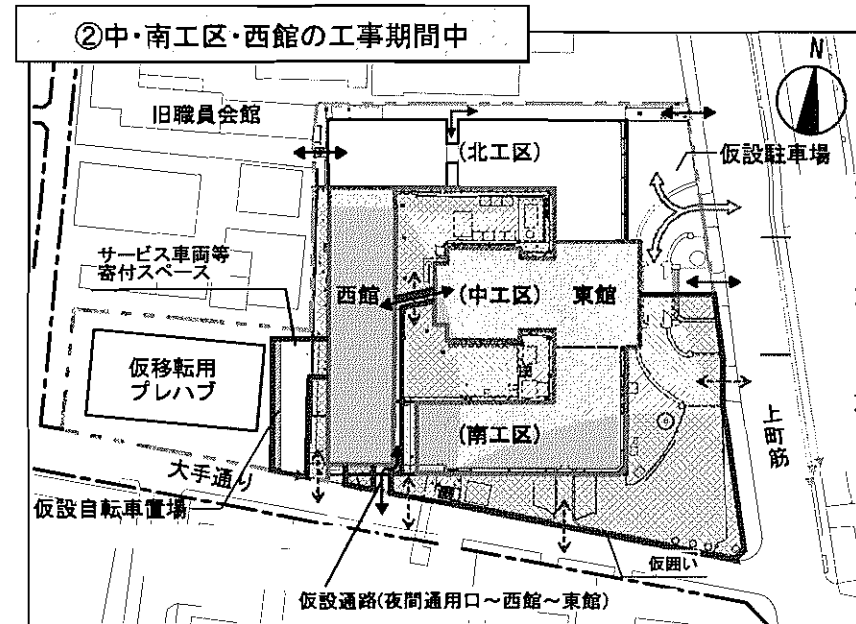 ②中・南工区・西館の工事期間中
N
旧職員会館
(北工区)
仮設駐車場
サービス車両等
寄付スペース
西館
(中工区)
東館
仮移転用
プレハブ
(南工区)
上町筋
大手通り
仮設自転車置場
仮囲い
仮設通路(夜間通用口～西館～東館)